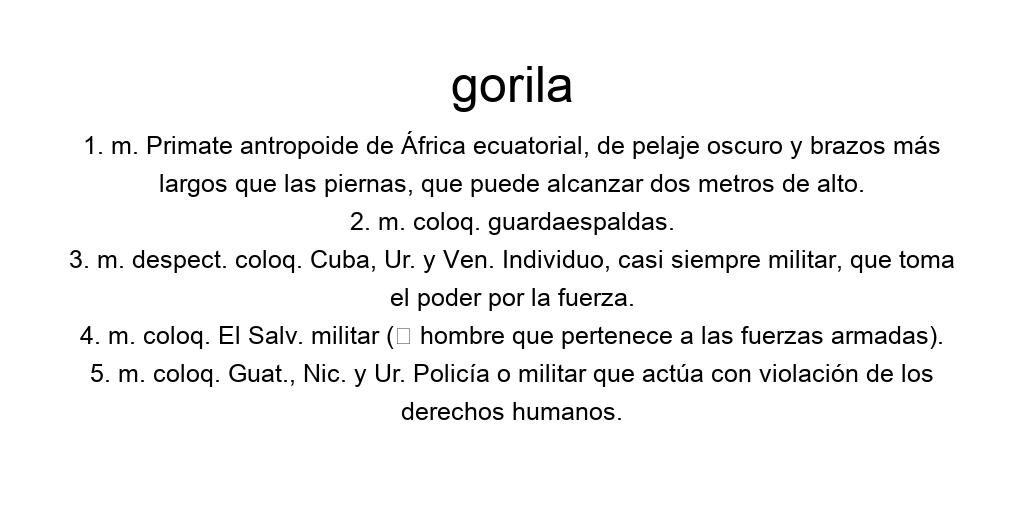 gorila
1. m. Primate antropoide de África ecuatorial, de pelaje oscuro y brazos más
largos que las piernas, que puede alcanzar dos metros de alto.
2. m. coloq. guardaespaldas.
3. m. despect. coloq. Cuba, Ur. y Ven. Individuo, casi siempre militar, que toma
el poder por la fuerza.
4. m. coloq. El Salv. militar (▯ hombre que pertenece a las fuerzas armadas).
5. m. coloq. Guat., Nic. y Ur. Policía o militar que actúa con violación de los
derechos humanos.